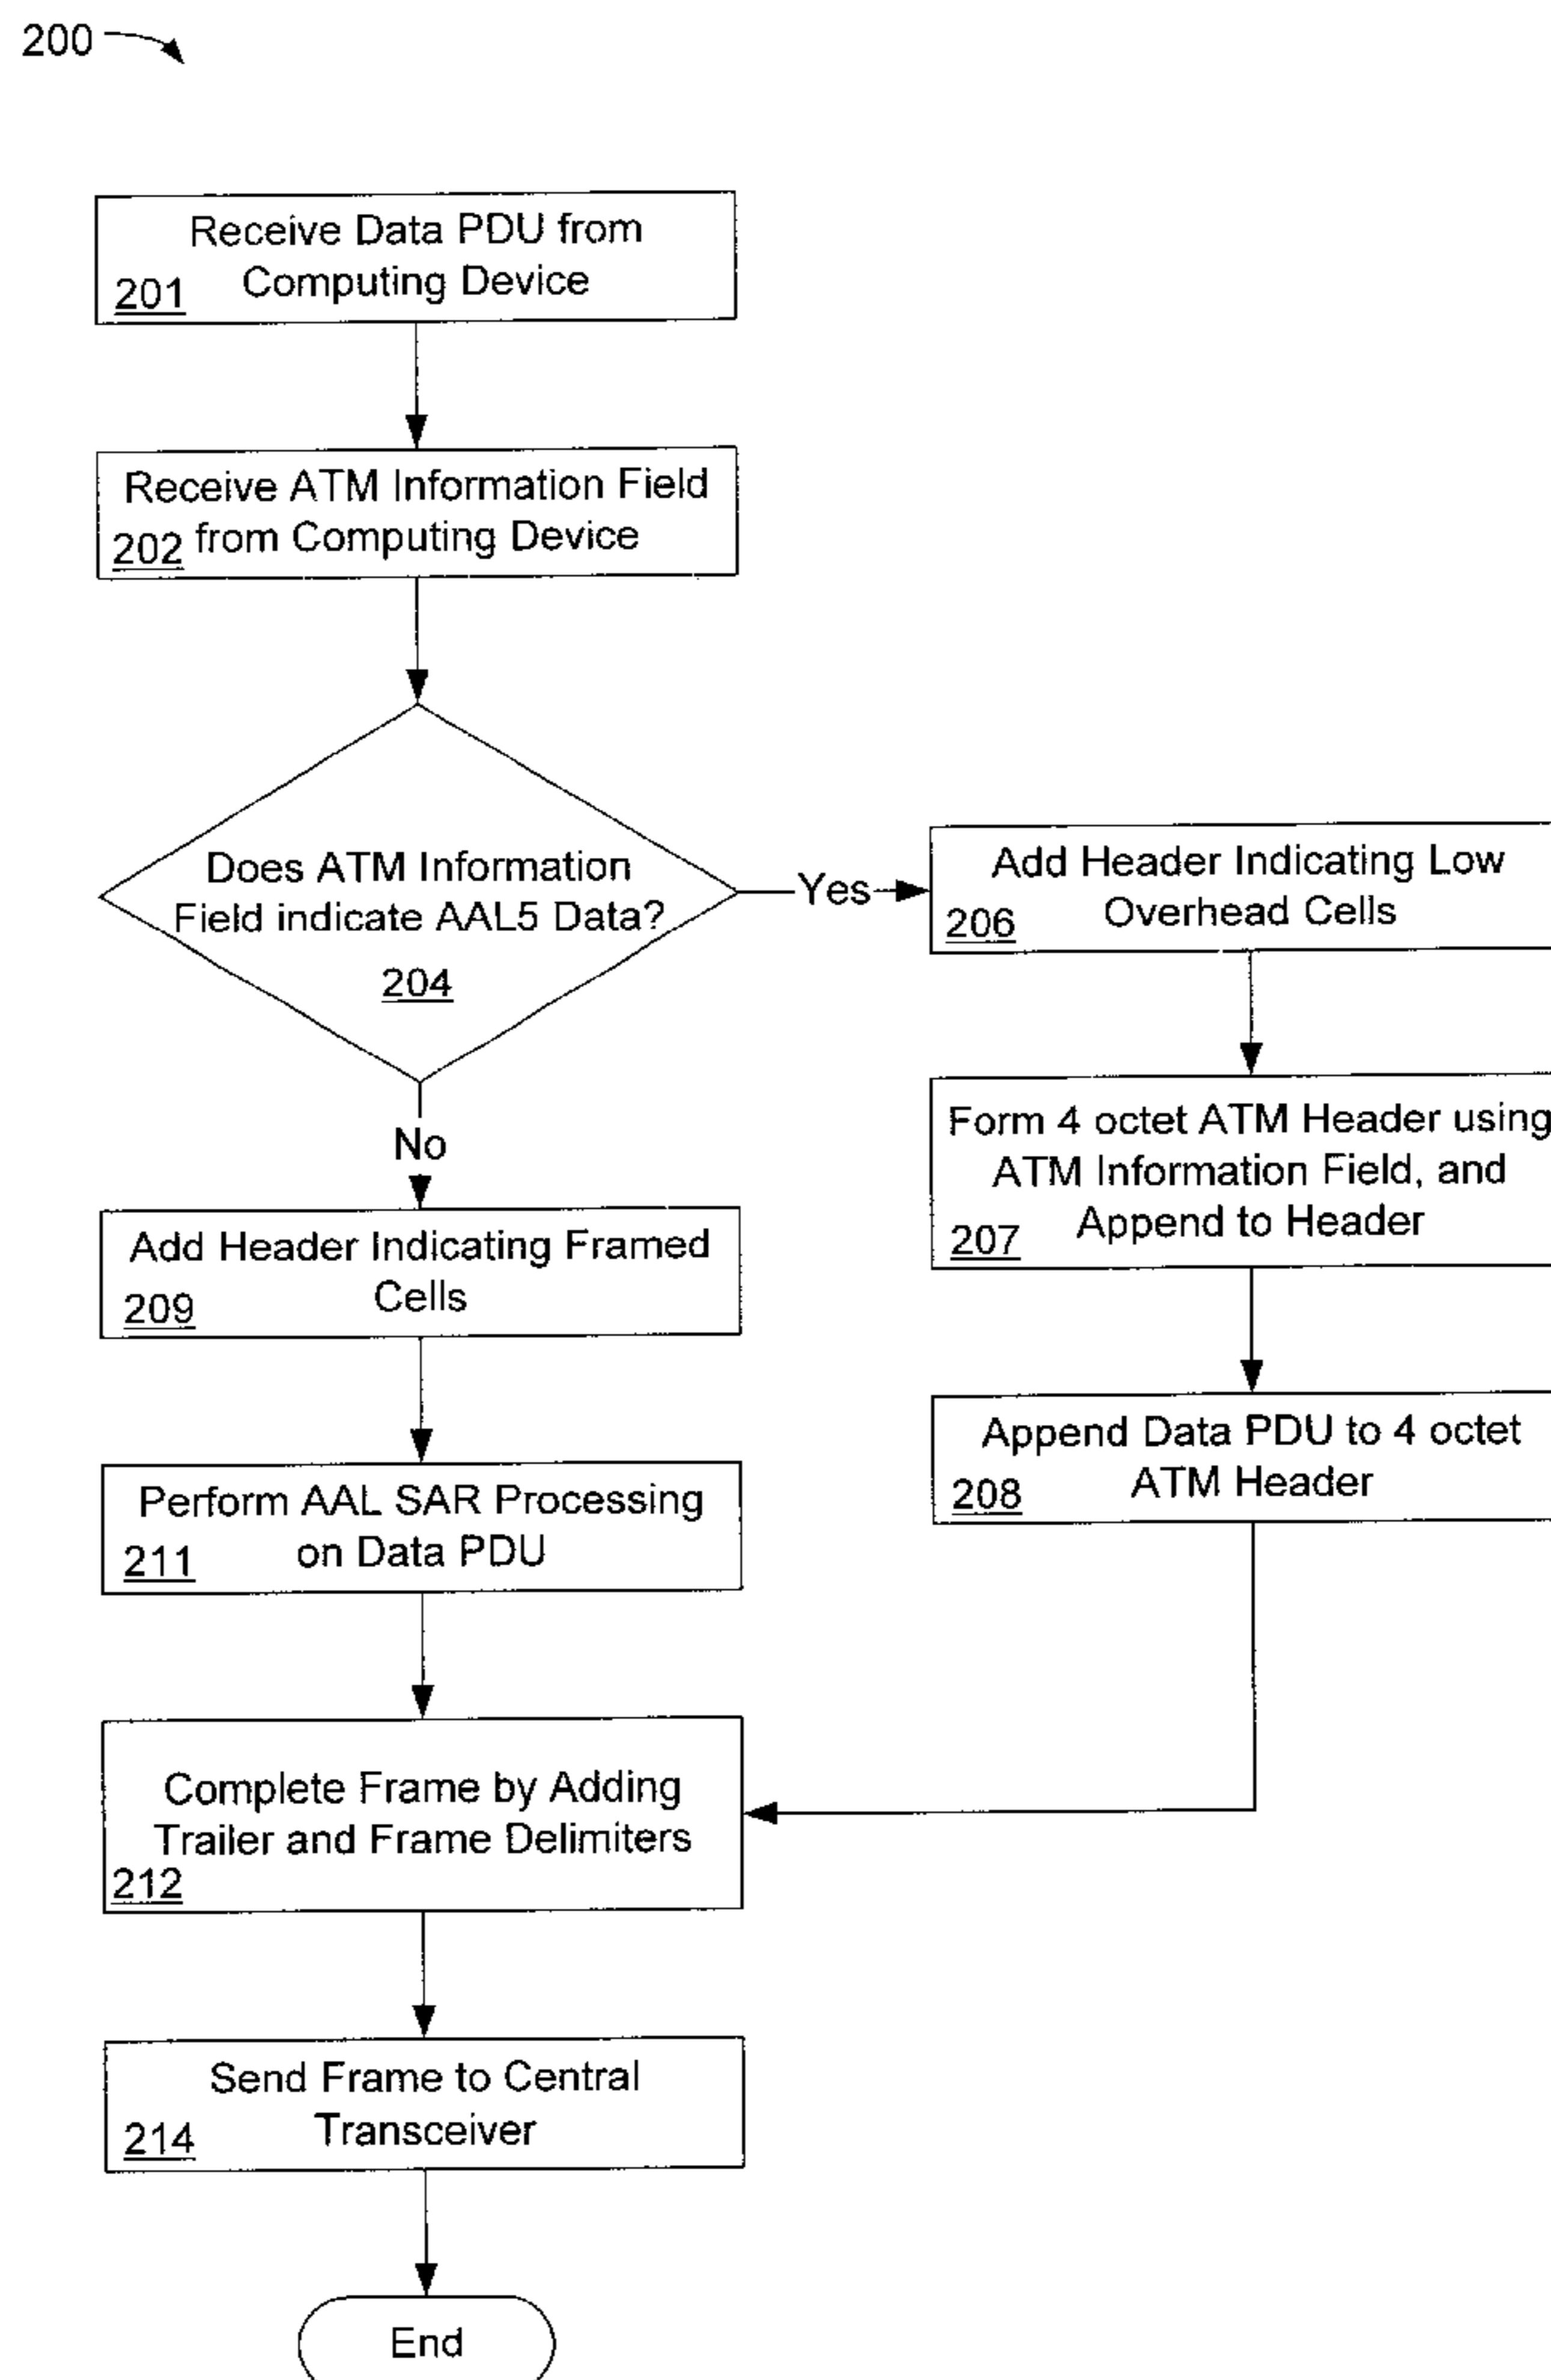 200
Receive Data PDU from
Computing Device
201
Receive ATM Information Field
202 from Computing Device
Does ATM Information
Field indicate AAL5 Data?
204
Yes
Add Header Indicating Low
Overhead Cells
206
Form 4 octet ATM Header using
ATM Information Field, and
Append to Header
207
Append Data PDU to 4 octet
ATM Header
208
No
Add Header Indicating Framed
Cells
209
Perform AAL SAR Processing
on Data PDU
211
Complete Frame by Adding
Trailer and Frame Delimiters
212
Send Frame to Central
Transceiver
214
End